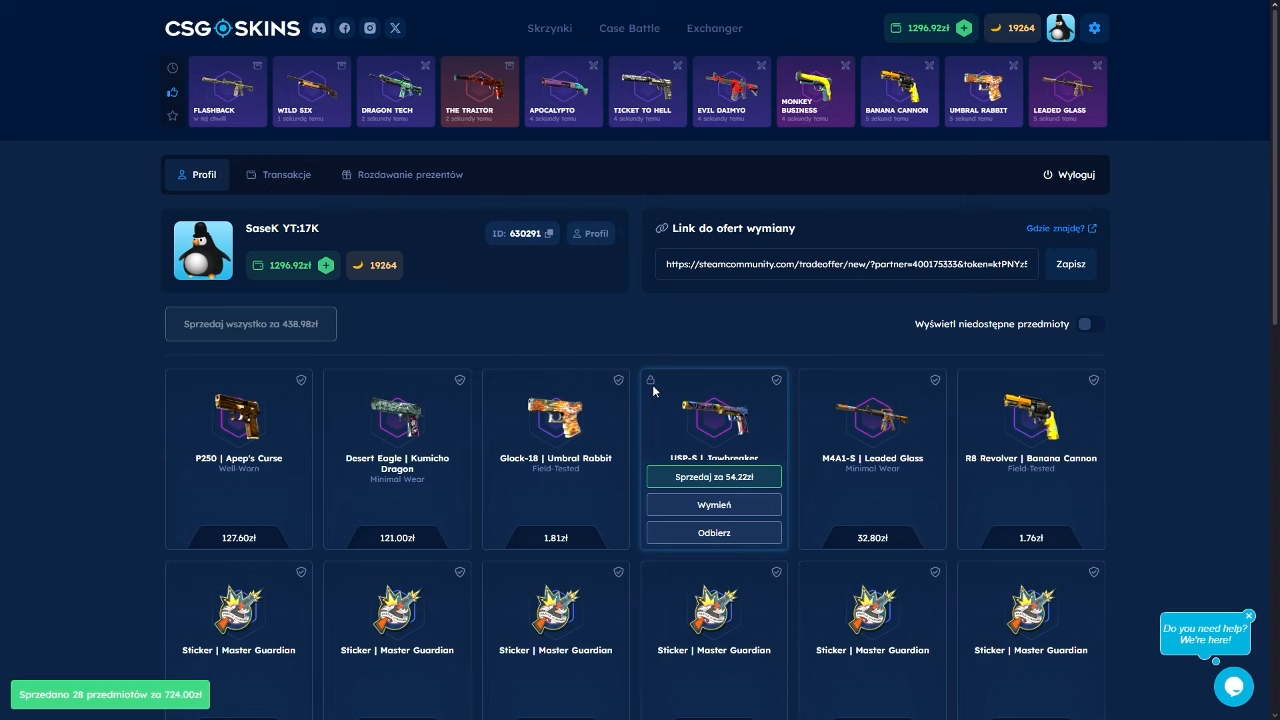 CSG SKINS
Skrzynki
Case Battle
Exchanger
1296.92zł
19264
FLASHBACK
w tej chwili
WILD SIX
1 sekundę temu
DRAGON TECH
2 sekundy temu
THE TRAITOR
2 sekundy temu
APOCALYPTO
4 sekundy temu
TICKET TO HELL
4 sekundy temu
EVIL DAIMYO
4 sekundy temu
MONKEY
BUSINESS
4 sekundy temu
BANANA CANNON
5 sekund temu
UMBRAL RABBIT
5 sekund temu
LEADED GLASS
5 sekund temu
Profil
Transakcje
Rozdawanie prezentów
Wyloguj
SaseK YT:17K
ID: 630291
Profil
1296.92zł
19264
Link do ofert wymiany
Gdzie znajdę?
https://steamcommunity.com/tradeoffer/new/?partner=400175333&token=ktPNYz
Zapisz
Sprzedaj wszystko za 438.98zł
Wyświetl niedostępne przedmioty
P250 | Apep's Curse
Well-Worn
127.60zł
Desert Eagle | Kumicho
Dragon
Minimal Wear
121.00zł
Glock-18 | Umbral Rabbit
Field-Tested
1.81zł
USP-S | Jawbreaker
Sprzedaj za 54.22zł
Wymień
Odbierz
M4A1-S | Leaded Glass
Minimal Wear
32.80zł
R8 Revolver | Banana Cannon
Field-Tested
1.76zł
Sticker | Master Guardian
Sticker | Master Guardian
Sticker | Master Guardian
Sticker | Master Guardian
Sticker | Master Guardian
Sticker | Master Guardian
Do you need help?
We're here!
Sprzedano 28 przedmiotów za 724.00zł